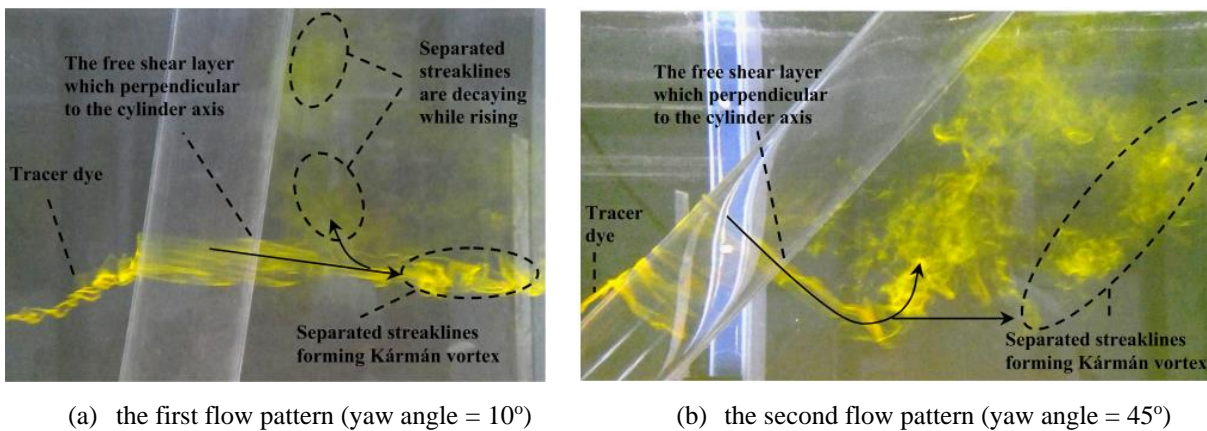 The free shear layer
which perpendicular
to the cylinder axis
Separated
streaklines
are decaying
while rising
Tracer dye
Separated streaklines
forming Kármán vortex
The free shear layer
which perpendicular
to the cylinder axis
Tracer
dye
Separated streaklines
forming Kármán vortex
(a) the first flow pattern (yaw angle = 10°)
(b) the second flow pattern (yaw angle = 45°)